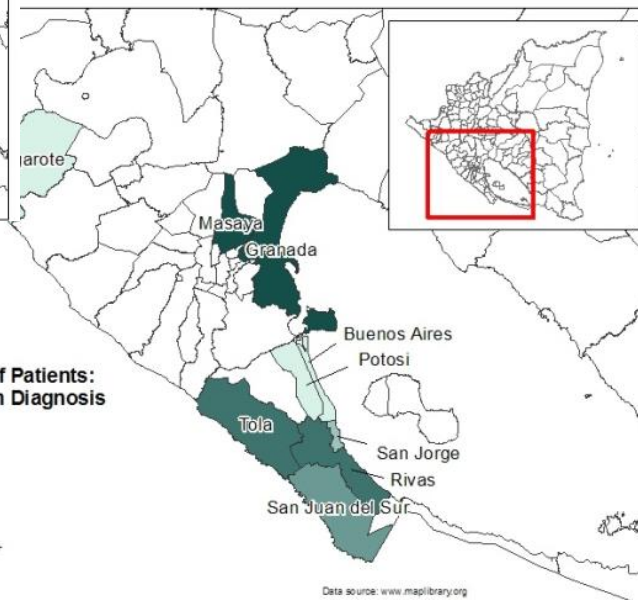 arote
Masaya
Granada
Buenos Aires
Potosi
f Patients:
n Diagnosis
Tola
San Jorge
Rivas
San Juan del Sur
Data source: www.maplibrary.org